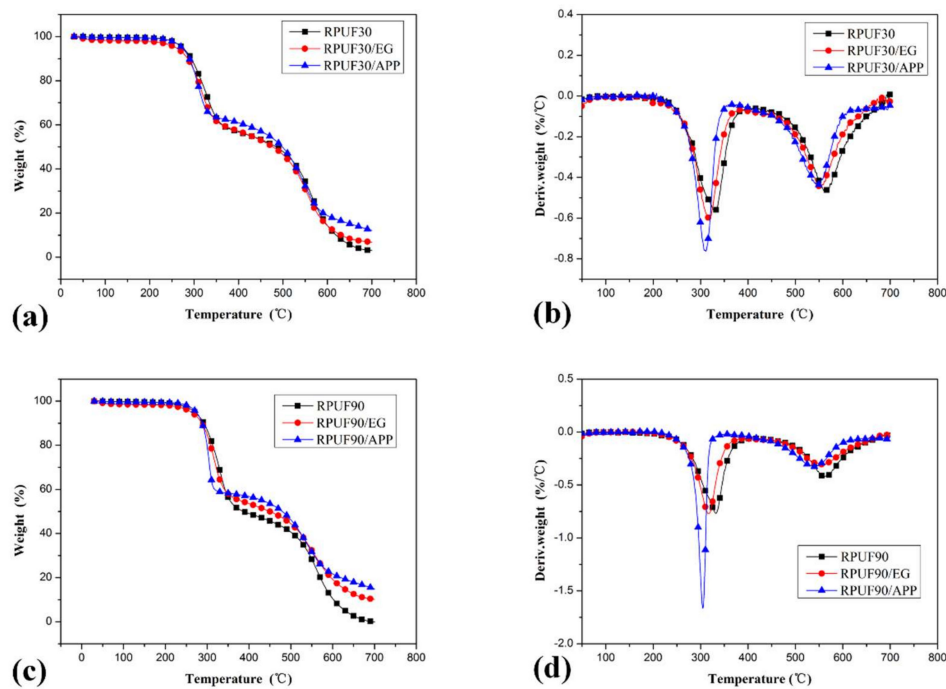 100
80
60
40
20
0
Weight (%)
RPUF30
RPUF30/EG
RPUF30/APP
0 100 200 300 400 500 600 700 800
Temperature (℃)
(a)
0.4
0.2
0.0
-0.2
-0.4
-0.6
-0.8
Deriv.weight (%/℃)
RPUF30
RPUF30/EG
RPUF30/APP
100 200 300 400 500 600 700 800
Temperature (℃)
(b)
100
80
60
40
20
0
Weight (%)
RPUF90
RPUF90/EG
RPUF90/APP
0 100 200 300 400 500 600 700 800
Temperature (℃)
(c)
0.5
0.0
-0.5
-1.0
-1.5
-2.0
Deriv.weight (%/℃)
RPUF90
RPUF90/EG
RPUF90/APP
100 200 300 400 500 600 700 800
Temperature (℃)
(d)